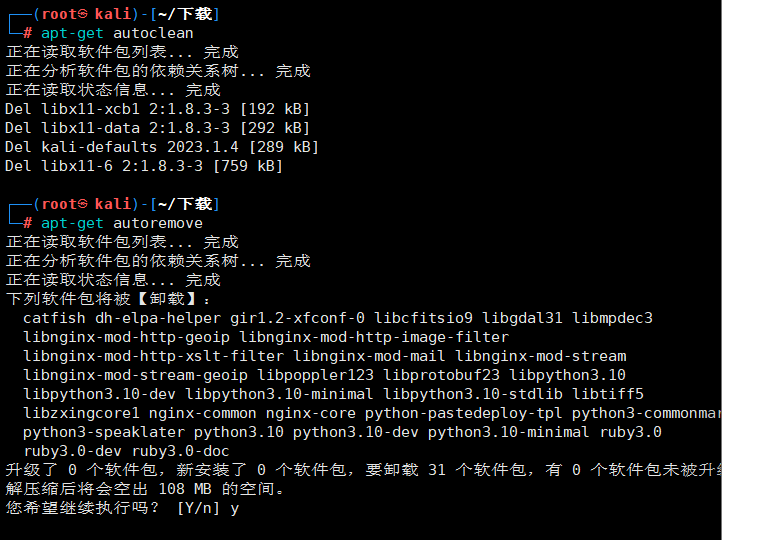 ┌──(root㉿kali)-[~/下载]
└─# apt-get autoclean
正在读取软件包列表... 完成
正在分析软件包的依赖关系树... 完成
正在读取状态信息... 完成
Del libx11-xcb1 2:1.8.3-3 [192 kB]
Del libx11-data 2:1.8.3-3 [292 kB]
Del kali-defaults 2023.1.4 [289 kB]
Del libx11-6 2:1.8.3-3 [759 kB]
┌──(root㉿kali)-[~/下载]
└─# apt-get autoremove
正在读取软件包列表... 完成
正在分析软件包的依赖关系树... 完成
正在读取状态信息... 完成
下列软件包将被【卸载】：
catfish dh-elpa-helper gir1.2-xfconf-0 libcfitsio9 libgdal31 libmpdec3
libnginx-mod-http-geoip libnginx-mod-http-image-filter
libnginx-mod-http-xslt-filter libnginx-mod-mail libnginx-mod-stream
libnginx-mod-stream-geoip libpoppler123 libprotobuf23 libpython3.10
libpython3.10-dev libpython3.10-minimal libpython3.10-stdlib libtiff5
libzxingcore1 nginx-common nginx-core python-pastedeploy-tpl python3-commonmar
python3-speaklater python3.10 python3.10-dev python3.10-minimal ruby3.0
ruby3.0-dev ruby3.0-doc
升级了 0 个软件包，新安装了 0 个软件包，要卸载 31 个软件包，有 0 个软件包未被升级
解压缩后将会空出 108 MB 的空间。
您希望继续执行吗？ [Y/n] y